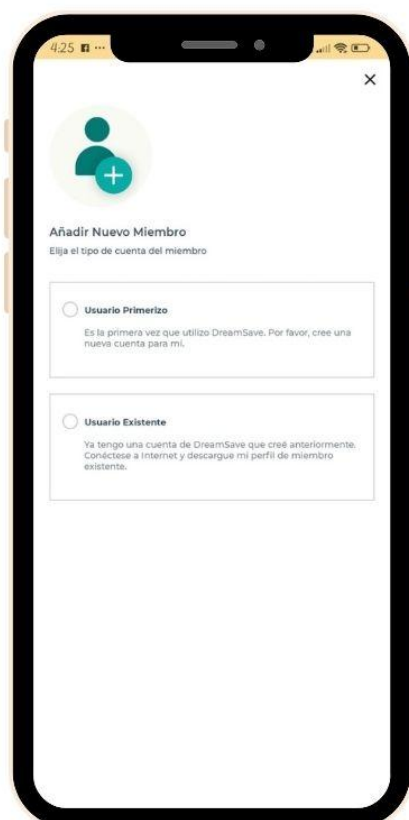 4:25
Añadir Nuevo Miembro
Elija el tipo de cuenta del miembro
Usuario Primerizo
Es la primera vez que utilizo DreamSave. Por favor, cree una
nueva cuenta para mí.
Usuario Existente
Ya tengo una cuenta de DreamSave que creé anteriormente.
Conéctese a Internet y descargue mi perfil de miembro
existente.